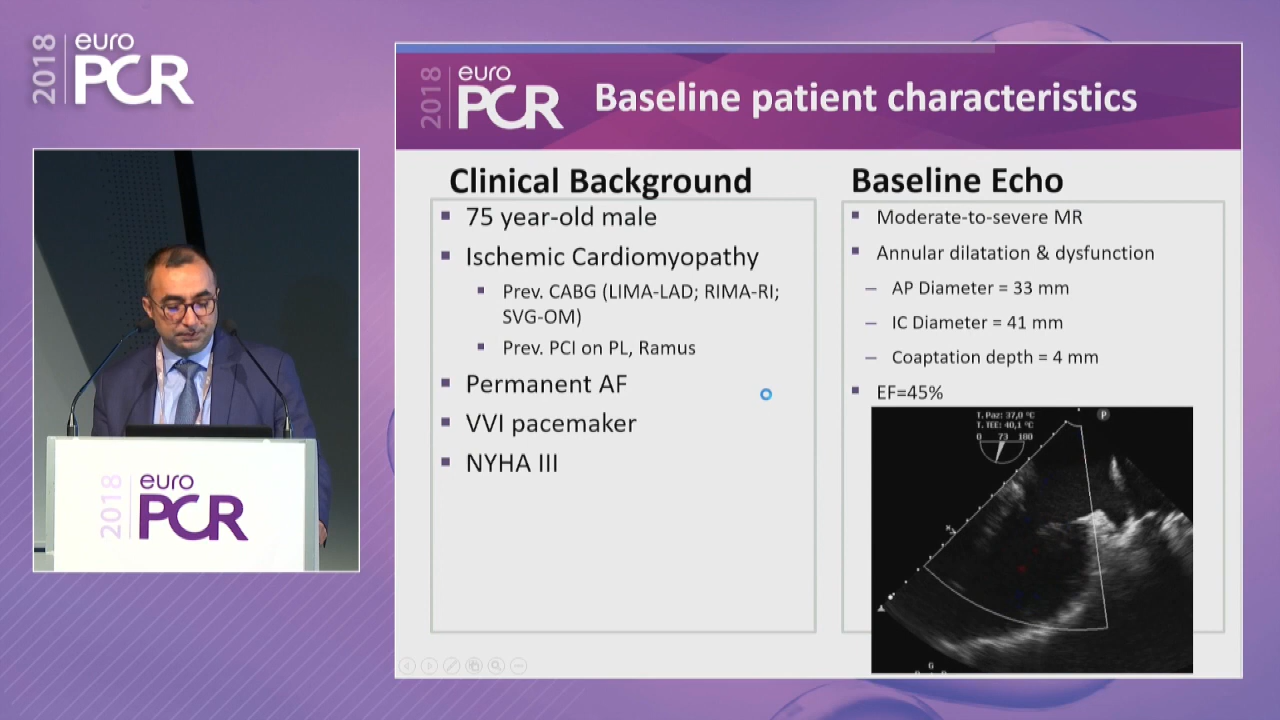 2018
euro
PCR
2018
euro
PCR
Baseline patient characteristics
Clinical Background
75 year-old male
Ischemic Cardiomyopathy
Prev. CABG (LIMA-LAD; RIMA-RI;
SVG-OM)
Prev. PCI on PL, Ramus
Permanent AF
VVI pacemaker
NYHA III
Baseline Echo
Moderate-to-severe MR
Annular dilatation & dysfunction
– AP Diameter = 33 mm
– IC Diameter = 41 mm
– Coaptation depth = 4 mm
EF=45%
T. Paz: 37,0 °C
T. TEE: 40,1 °C
0 73 180
P
G
2018
euro
PCR